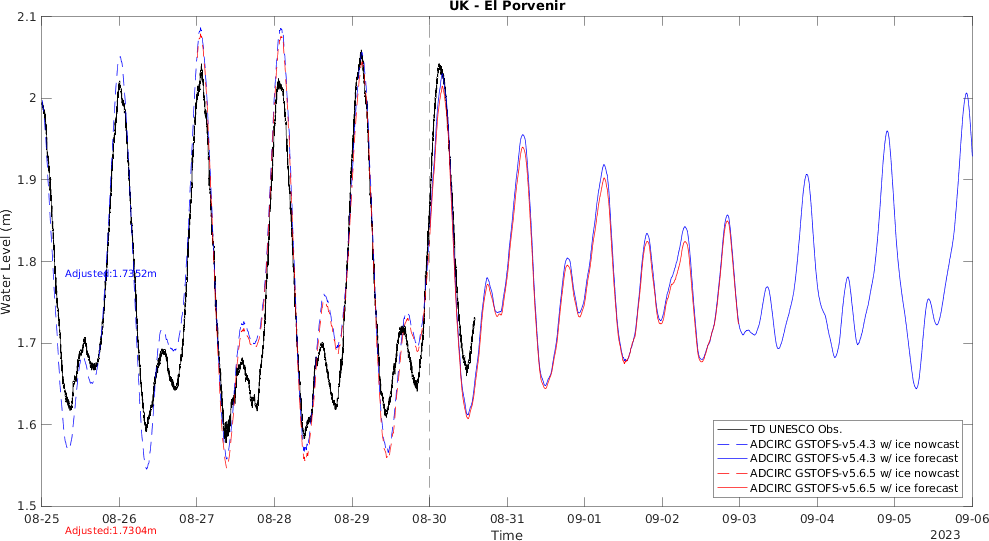 UK - El Porvenir
2.1
2
1.9
1.8
1.7
1.6
1.5
Water Level (m)
Adjusted:1.7352m
Adjusted:1.7304m
TD UNESCO Obs.
ADCIRC GSTOFS-v5.4.3 w/ ice nowcast
ADCIRC GSTOFS-v5.4.3 w/ ice forecast
ADCIRC GSTOFS-v5.6.5 w/ ice nowcast
ADCIRC GSTOFS-v5.6.5 w/ ice forecast
08-25 08-26 08-27 08-28 08-29 08-30 08-31 09-01 09-02 09-03 09-04 09-05 09-06
Time
2023